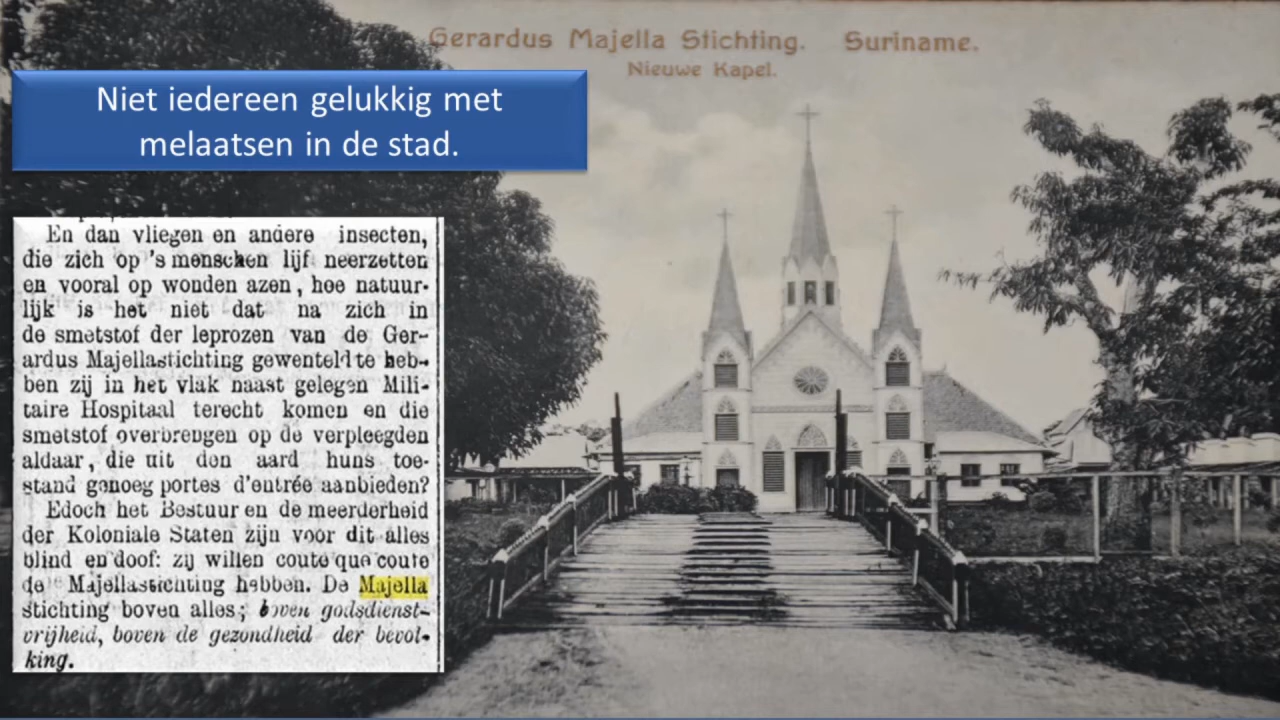 Gerardus Majella Stichting. Suriname.
Nieuwe Kapel.
Niet iedereen gelukkig met
melaatsen in de stad.
En dan vliegen en andere insecten,
die zich op 's menschen lijf neerzetten
en vooral op wonden azen, hoe natuur-
lijk is het niet dat na zich in
de smetstof der leprozen van de Ger-
ardus Majellastichting gewenteld te heb-
ben zij in het vlak naast gelegen Mili-
taire Hospitaal terecht komen en die
smetstof overbrengen op de verpleegden
aldaar, die uit den aard huns toe-
stand genoeg portes d'entrée aanbieden?
Edoch het Bestuur en de meerderheid
der Koloniale Staten zijn voor dit alles
blind en doof: zij willen coute que coute
de Majellastichting hebben. De Majella
stichting boven alles; boven godsdienst-
vrijheid, boven de gezondheid der bevol-
king.